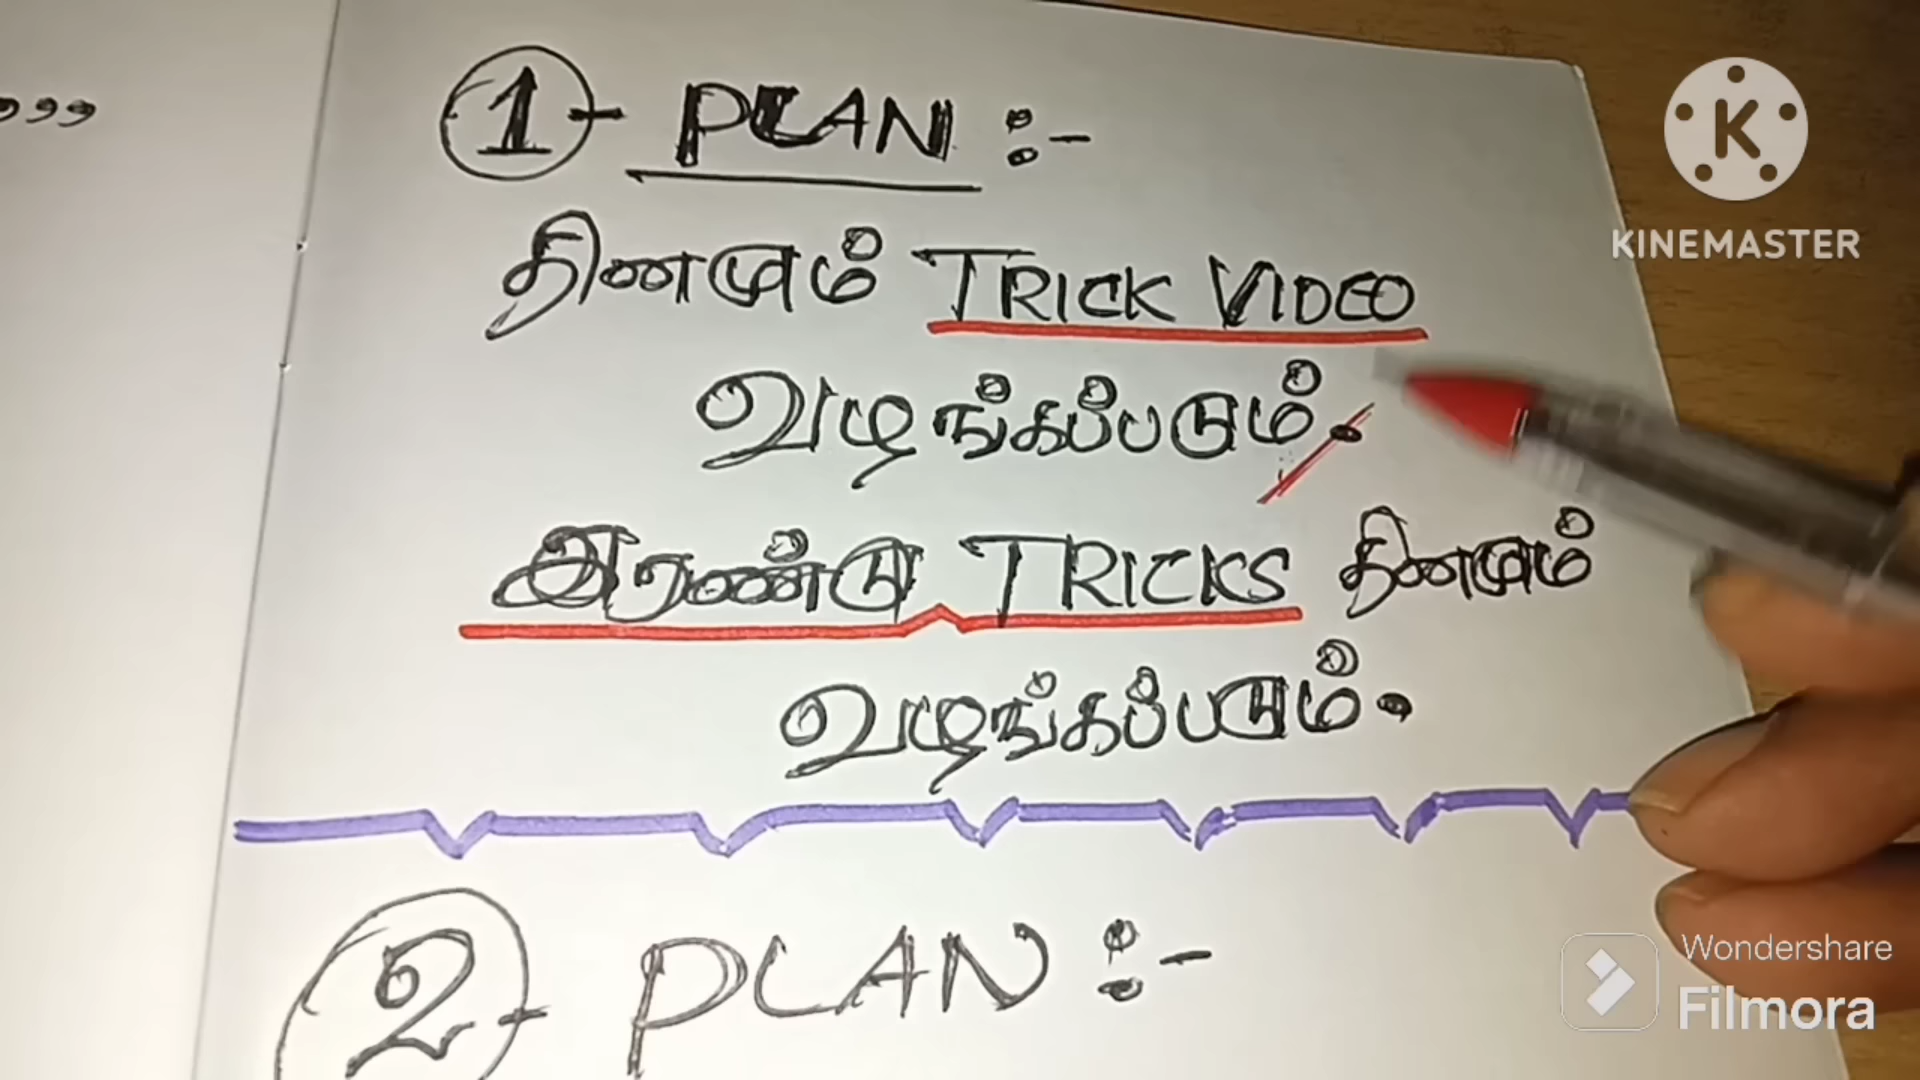 ””
1 - PLAN :-
தினமும் TRICK VIDEO
வழங்கப்படும்.
இரண்டு TRICKS தினமும்
வழங்கப்படும்.
2 - PLAN :-
K
KINEMASTER
Wondershare
Filmora